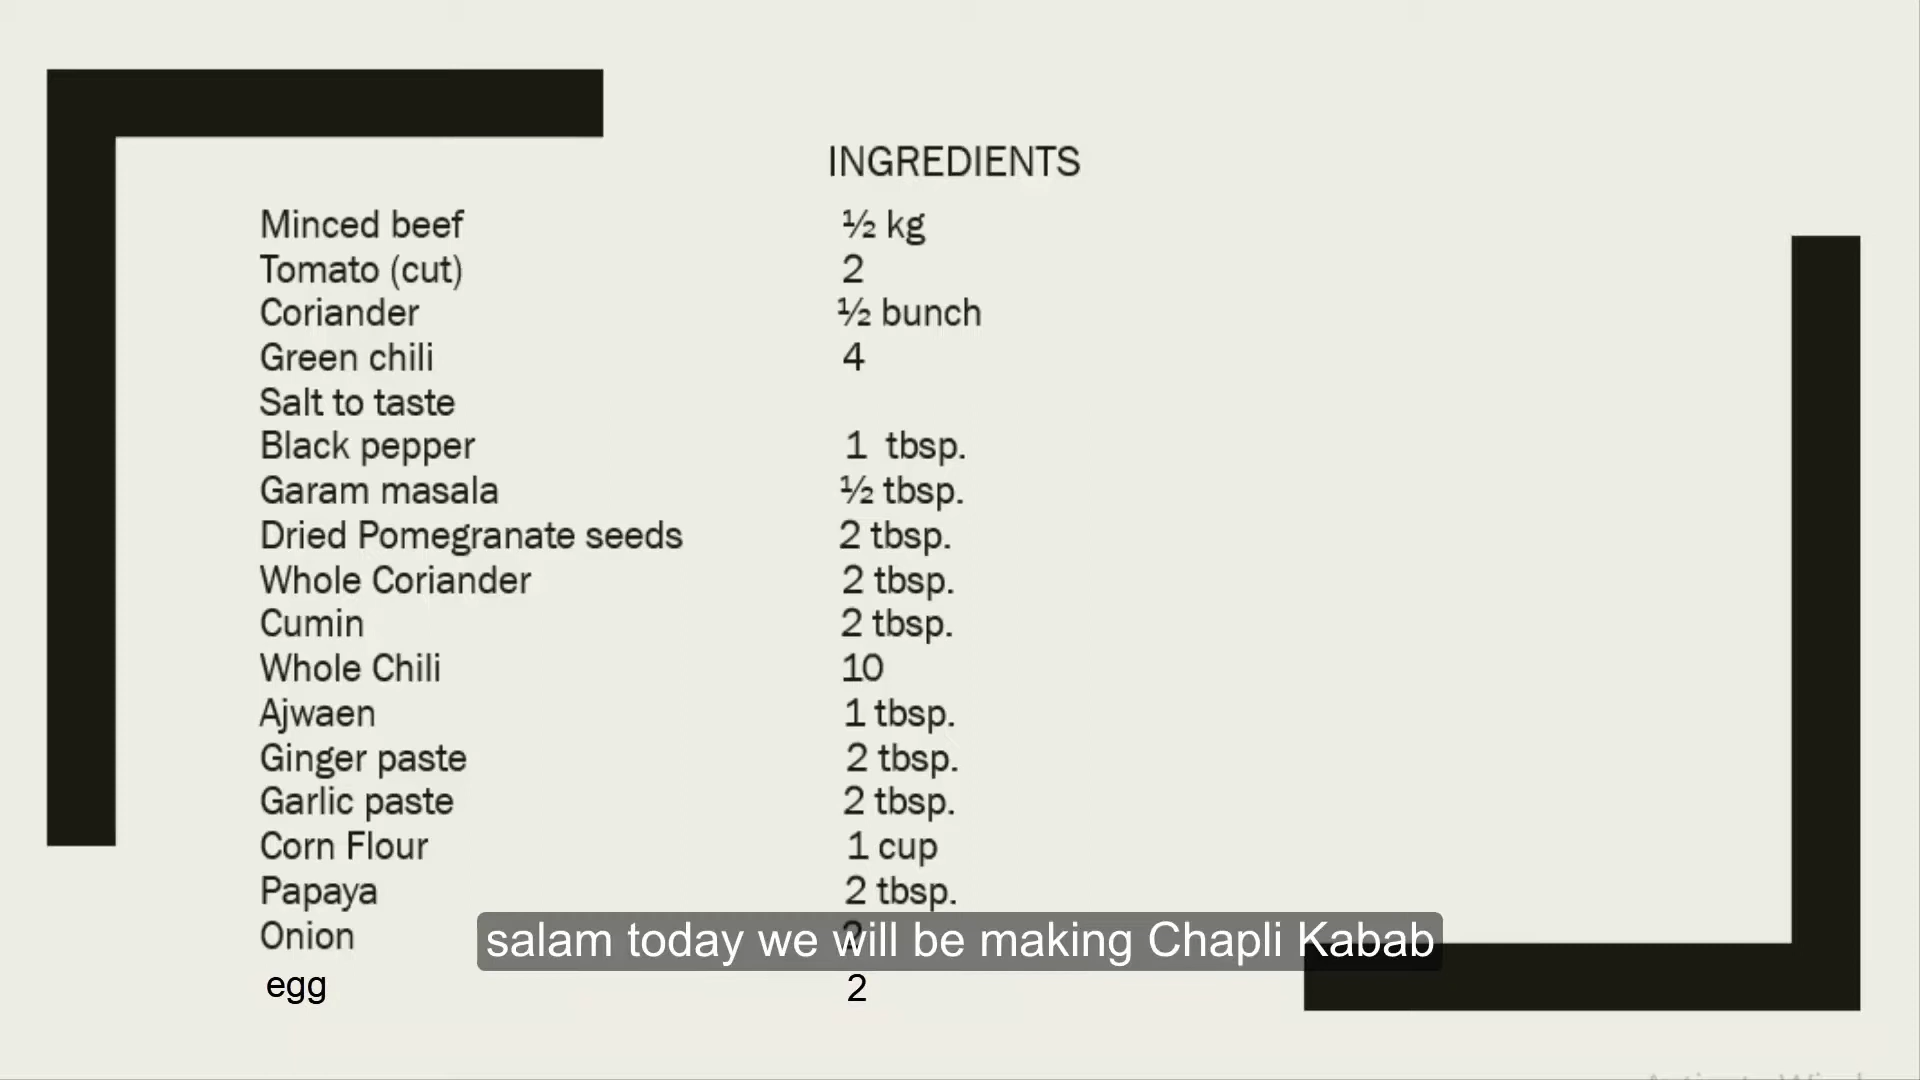 INGREDIENTS
Minced beef ½ kg
Tomato (cut) 2
Coriander ½ bunch
Green chili 4
Salt to taste
Black pepper 1 tbsp.
Garam masala ½ tbsp.
Dried Pomegranate seeds 2 tbsp.
Whole Coriander 2 tbsp.
Cumin 2 tbsp.
Whole Chili 10
Ajwaen 1 tbsp.
Ginger paste 2 tbsp.
Garlic paste 2 tbsp.
Corn Flour 1 cup
Papaya 2 tbsp.
Onion
salam today we will be making Chapli Kabab
egg 2